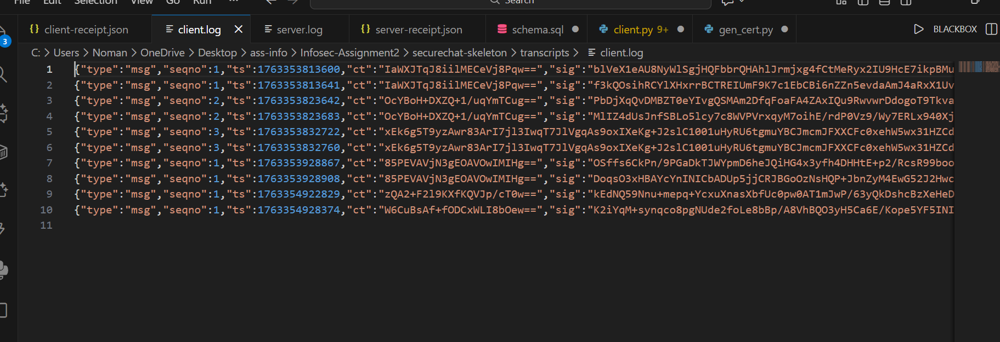 File Edit Selection View Go Run ··· Search
3
{} client-receipt.json client.log × server.log {} server-receipt.json schema.sql client.py 9+ gen_cert.py BLACKBOX
C: > Users > Noman > OneDrive > Desktop > ass-info > Infosec-Assignment2 > securechat-skeleton > transcripts > client.log
1 {"type":"msg","seqno":1,"ts":1763353813600,"ct":"IaWXJTqJ8iilMECeVj8Pqw==","sig":"blVeX1eAU8NyWlSgjHQFbbrQHAhlJrmjxg4fCtMeRyx2IU9HcE7ikpBMu
2 {"type":"msg","seqno":1,"ts":1763353813641,"ct":"IaWXJTqJ8iilMECeVj8Pqw==","sig":"f3kQOsihRCYlXHxrrBCTREIUmF9K7c1EbCBi6nZZn5evdaAmJ4aRxX1Uv
3 {"type":"msg","seqno":2,"ts":1763353823642,"ct":"OcYBoH+DXZQ+1/uqYmTCug==","sig":"PbDjXqQvDMBZT0eYIvgQSMAm2DfqFoaFA4ZAxIQu9RwvwrDdogoT9Tkva
4 {"type":"msg","seqno":2,"ts":1763353823683,"ct":"OcYBoH+DXZQ+1/uqYmTCug==","sig":"MlIZ4dUsJnfSBLo5lcy7c8WVPVrxqyM7oihE/rdP0Vz9/Wy7ERLx940Xj
5 {"type":"msg","seqno":3,"ts":1763353832722,"ct":"xEk6g5T9yzAwr83ArI7jl3IwqT7JlVgqAs9oxIXeKg+J2slC1001uHyRU6tgmuYBCJmcmJFXXCFc0xehW5wx31HZCd
6 {"type":"msg","seqno":3,"ts":1763353832760,"ct":"xEk6g5T9yzAwr83ArI7jl3IwqT7JlVgqAs9oxIXeKg+J2slC1001uHyRU6tgmuYBCJmcmJFXXCFc0xehW5wx31HZCd
7 {"type":"msg","seqno":1,"ts":1763353928867,"ct":"85PEVAVjN3gEOAVOwIMIHg==","sig":"OSffs6CkPn/9PGaDkTJWYpmD6heJQiHG4x3yfh4DHHtE+p2/RcsR99boo
8 {"type":"msg","seqno":1,"ts":1763353928908,"ct":"85PEVAVjN3gEOAVOwIMIHg==","sig":"DoqsO3xHBAYcYnINICbADUp5jjCRJBGoOzNsHQP+JbnZyM4EwG52J2Hwc
9 {"type":"msg","seqno":1,"ts":1763354922829,"ct":"zQA2+F2l9KXfKQVJp/cT0w==","sig":"kEdNQ59Nnu+mepq+YcxuXnasXbfUc0pw0AT1mJwP/63yQkDshcBzXeHeD
10 {"type":"msg","seqno":1,"ts":1763354928374,"ct":"W6CuBsAf+fODCxWLI8bOew==","sig":"K2iYqM+synqco8pgNUde2foLe8bBp/A8VhBQO3yH5Ca6E/Kope5YF5INI
11